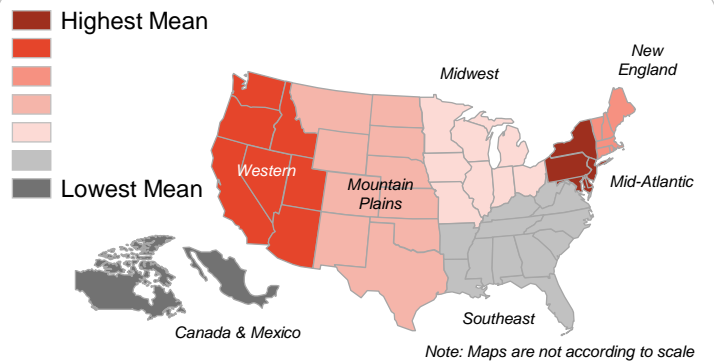 Highest Mean
New
England
Midwest
Western
Mountain
Plains
Mid-Atlantic
Lowest Mean
Southeast
Canada & Mexico
Note: Maps are not according to scale